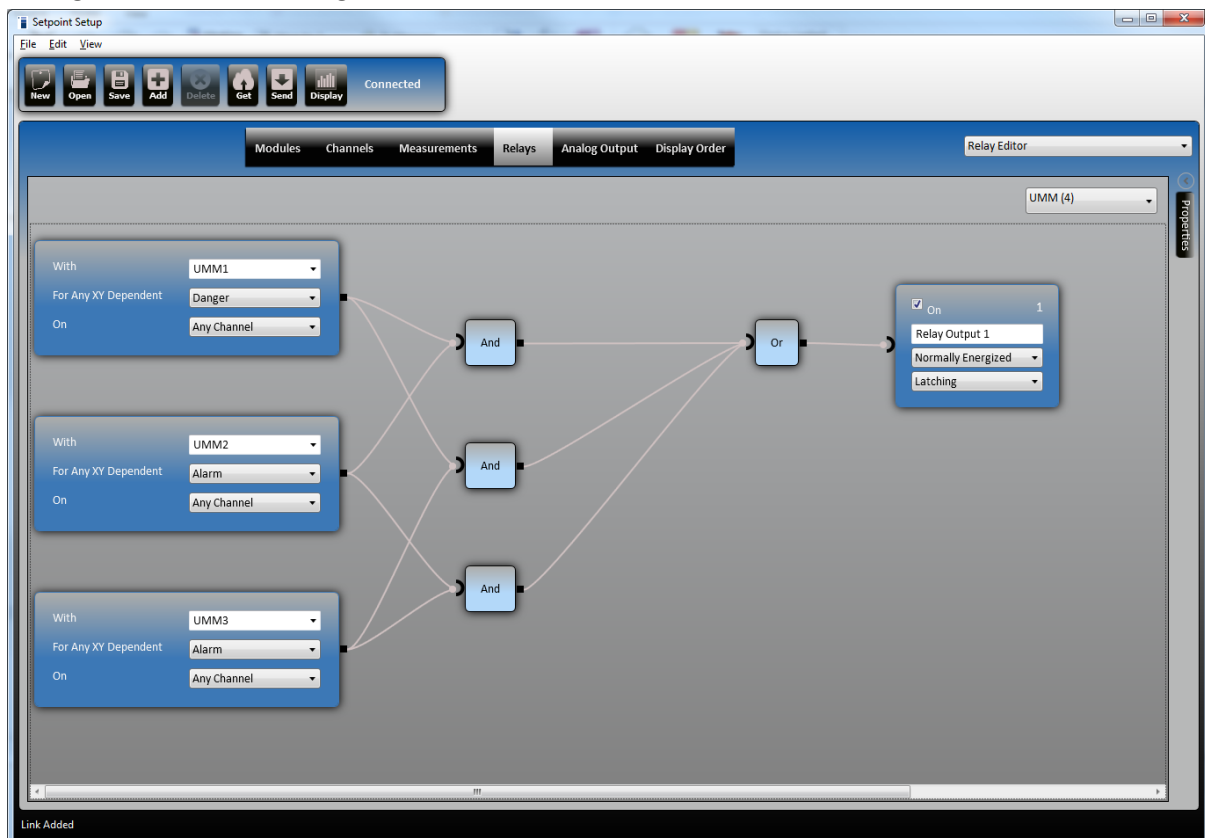 Setpoint Setup
File Edit View
New Open Save Add Delete Get Send Display Connected
Modules Channels Measurements Relays Analog Output Display Order Relay Editor
UMM (4)
Properties
With UMM1
For Any XY Dependent Danger
On Any Channel
With UMM2
For Any XY Dependent Alarm
On Any Channel
With UMM3
For Any XY Dependent Alarm
On Any Channel
And
And
And
Or
On 1
Relay Output 1
Normally Energized
Latching
Link Added